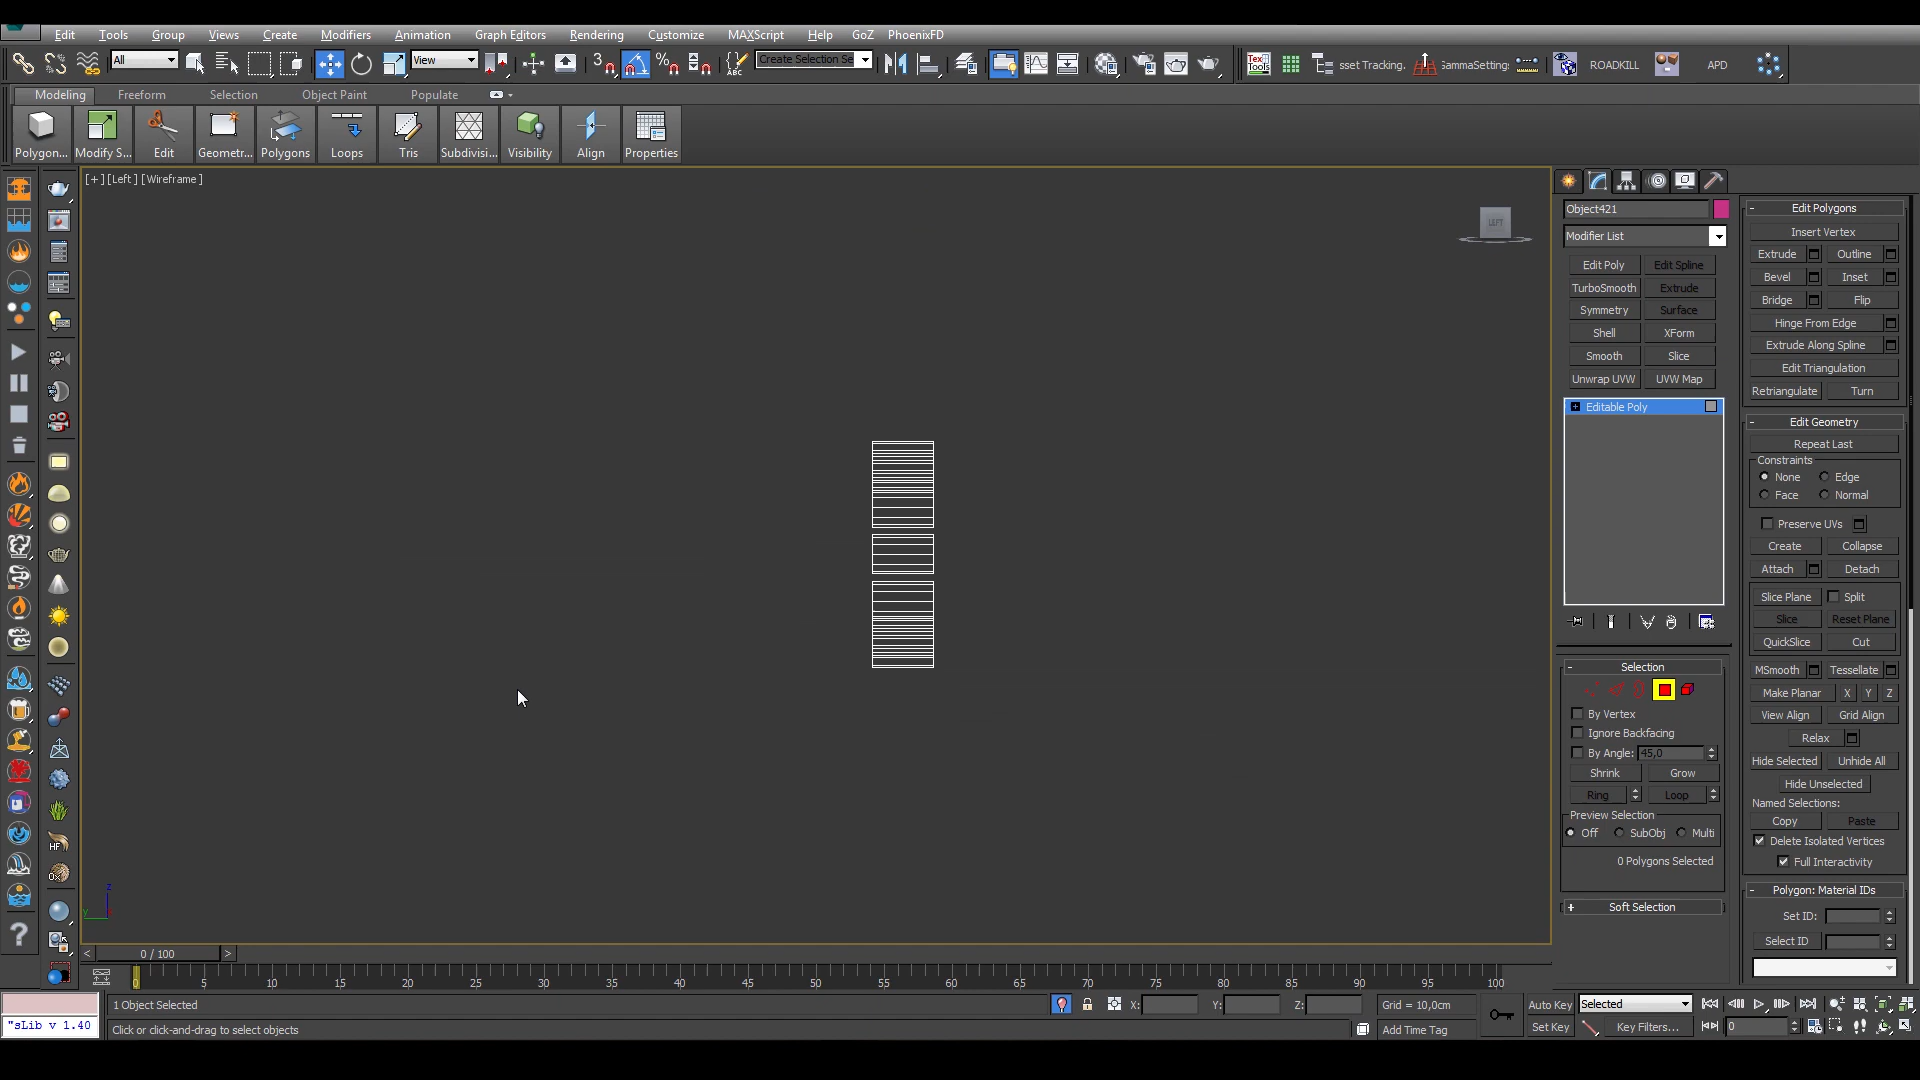 Edit Tools Group Views Create Modifiers Animation Graph Editors Rendering Customize MAXScript Help GoZ PhoenixFD
All View 3 Create Selection Se Tex Tools sset Tracking. GammaSetting: ROADKILL APD
Modeling Freeform Selection Object Paint Populate
Polygon... Modify S... Edit Geometr... Polygons Loops Tris Subdivisi... Visibility Align Properties
[+] [Left] [Wireframe]
LEFT
Object421
Modifier List
Edit Poly Edit Spline
TurboSmooth Extrude
Symmetry Surface
Shell XForm
Smooth Slice
Unwrap UVW UVW Map
Editable Poly
- Selection
By Vertex
Ignore Backfacing
By Angle: 45,0
Shrink Grow
Ring Loop
Preview Selection
Off SubObj Multi
0 Polygons Selected
+ Soft Selection
- Edit Polygons
Insert Vertex
Extrude Outline
Bevel Inset
Bridge Flip
Hinge From Edge
Extrude Along Spline
Edit Triangulation
Retriangulate Turn
- Edit Geometry
Repeat Last
Constraints
None Edge
Face Normal
Preserve UVs
Create Collapse
Attach Detach
Slice Plane Split
Slice Reset Plane
QuickSlice Cut
MSmooth Tessellate
Make Planar X Y Z
View Align Grid Align
Relax
Hide Selected Unhide All
Hide Unselected
Named Selections:
Copy Paste
Delete Isolated Vertices
Full Interactivity
- Polygon: Material IDs
Set ID:
Select ID
HF
z
y
< 0 / 100 >
0 5 10 15 20 25 30 35 40 45 50 55 60 65 70 75 80 85 90 95 100
1 Object Selected X: Y: Z: Grid = 10,0cm Auto Key Selected
"sLib v 1.40 Click or click-and-drag to select objects Add Time Tag Set Key Key Filters... 0